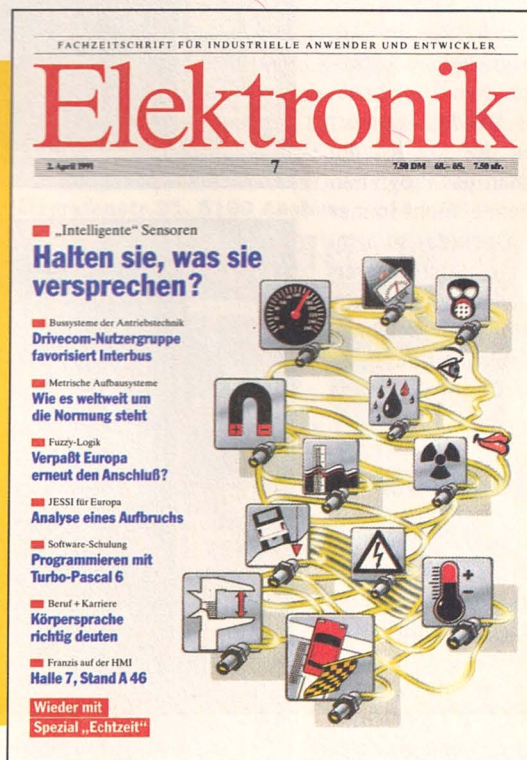 FACHZEITSCHRIFT FÜR INDUSTRIELLE ANWENDER UND ENTWICKLER
Elektronik
2. April 1991 7 7.50 DM 65.– öS. 7.50 sfr.
„Intelligente“ Sensoren
Halten sie, was sie
versprechen?
Bussysteme der Antriebstechnik
Drivecom-Nutzergruppe
favorisiert Interbus
Metrische Aufbausysteme
Wie es weltweit um
die Normung steht
Fuzzy-Logik
Verpaßt Europa
erneut den Anschluß?
JESSI für Europa
Analyse eines Aufbruchs
Software-Schulung
Programmieren mit
Turbo-Pascal 6
Beruf + Karriere
Körpersprache
richtig deuten
Franzis auf der HMI
Halle 7, Stand A 46
Wieder mit
Spezial „Echtzeit“